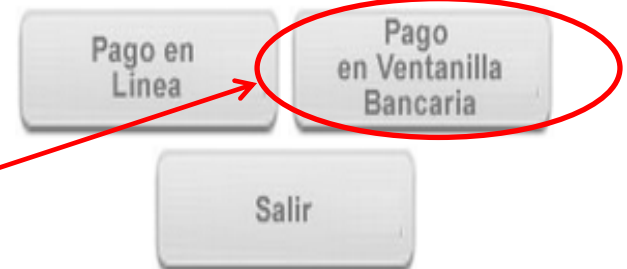 Pago en
Linea
Pago
en Ventanilla
Bancaria
Salir